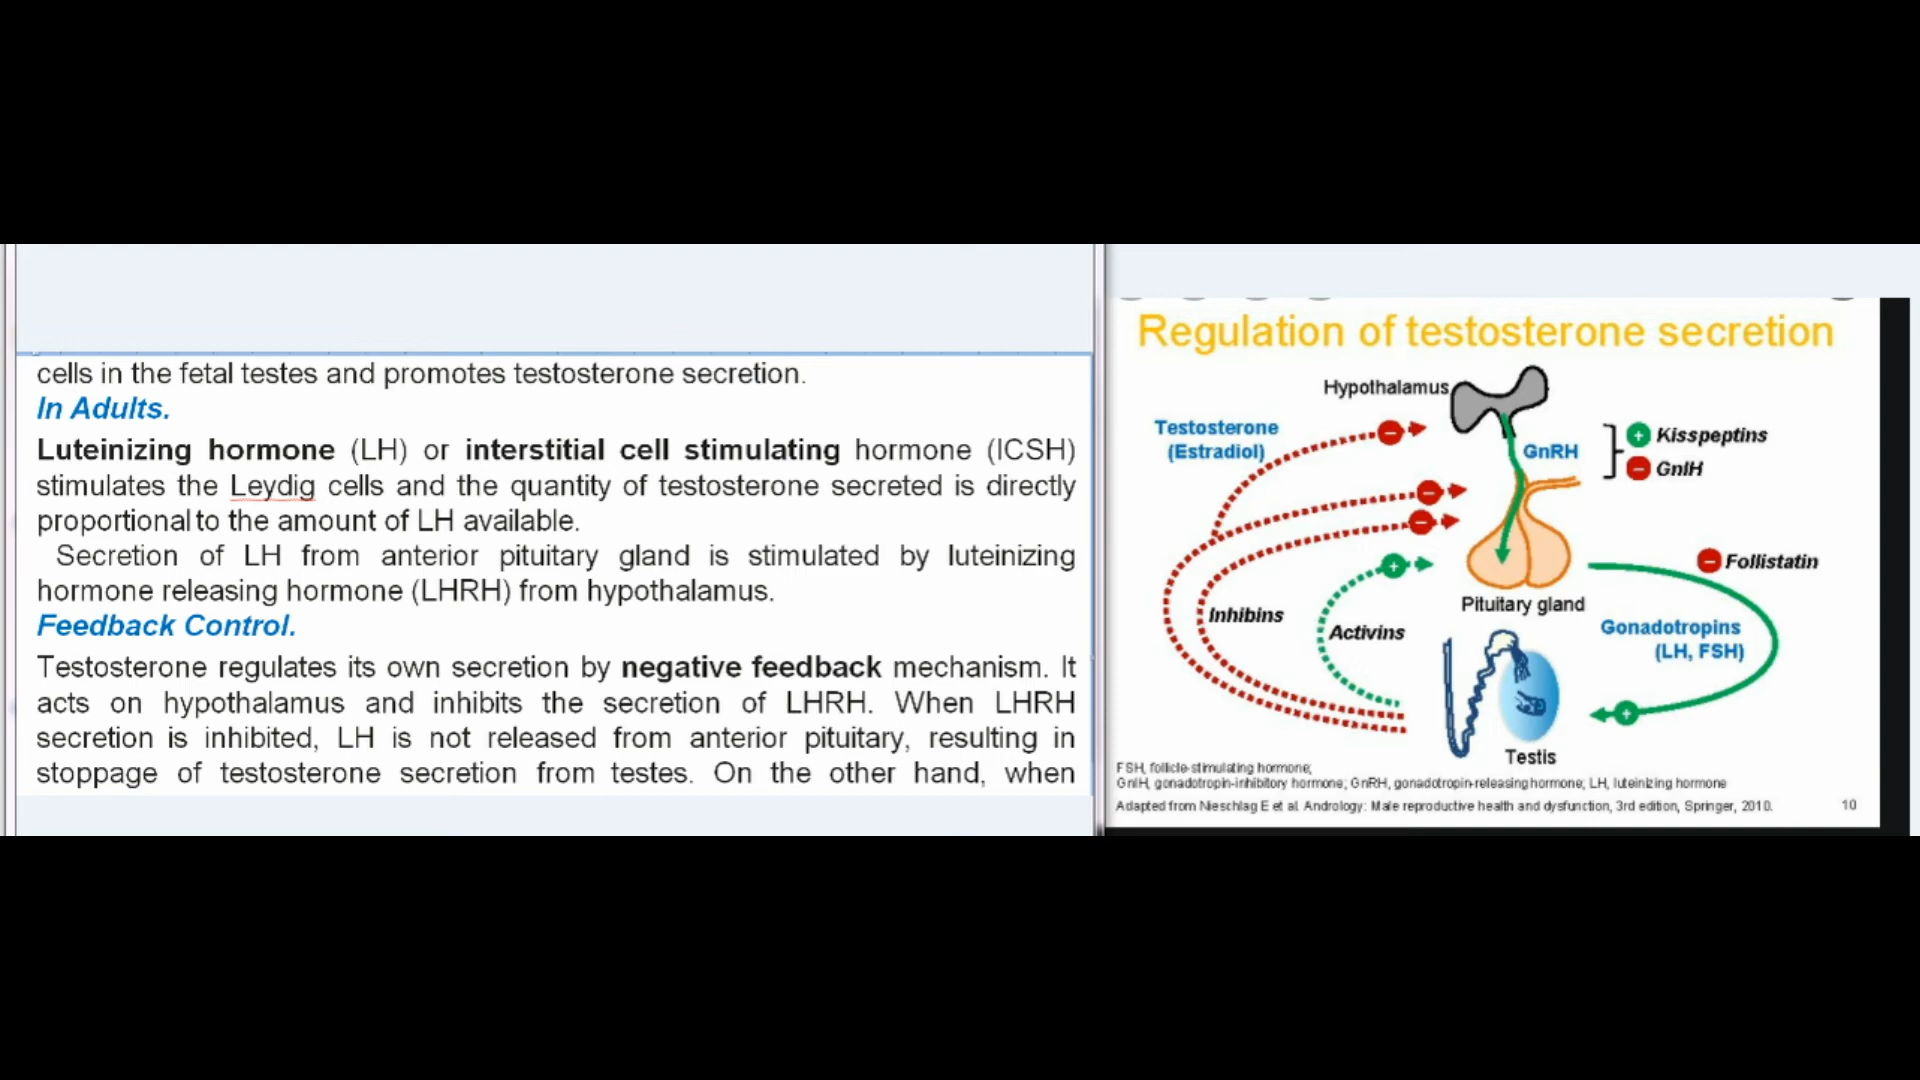 cells in the fetal testes and promotes testosterone secretion.
In Adults.
Luteinizing hormone (LH) or interstitial cell stimulating hormone (ICSH)
stimulates the Leydig cells and the quantity of testosterone secreted is directly
proportional to the amount of LH available.
Secretion of LH from anterior pituitary gland is stimulated by luteinizing
hormone releasing hormone (LHRH) from hypothalamus.
Feedback Control.
Testosterone regulates its own secretion by negative feedback mechanism. It
acts on hypothalamus and inhibits the secretion of LHRH. When LHRH
secretion is inhibited, LH is not released from anterior pituitary, resulting in
stoppage of testosterone secretion from testes. On the other hand, when
Regulation of testosterone secretion
Hypothalamus
Testosterone
(Estradiol)
GnRH
Kisspeptins
GnIH
Follistatin
Pituitary gland
Inhibins
Activins
Gonadotropins
(LH, FSH)
Testis
FSH, follicle-stimulating hormone;
GnIH, gonadotropin-inhibitory hormone; GnRH, gonadotropin-releasing hormone; LH, luteinizing hormone
Adapted from Nieschlag E et al. Andrology: Male reproductive health and dysfunction, 3rd edition, Springer, 2010.
10